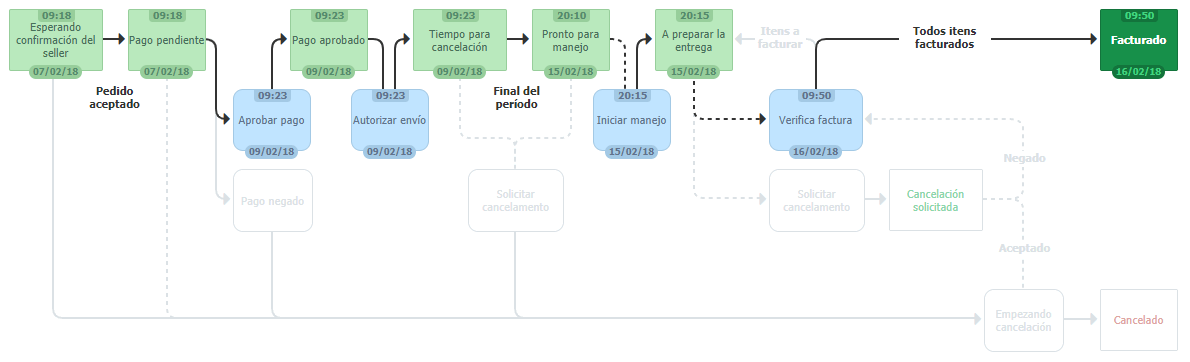 09:18
Esperando
confirmación del
seller
07/02/18
09:18
Pago pendiente
07/02/18
09:23
Pago aprobado
09/02/18
09:23
Tiempo para
cancelación
09/02/18
20:10
Pronto para
manejo
15/02/18
20:15
A preparar la
entrega
15/02/18
Itens a
facturar
Todos itens
facturados
09:50
Facturado
16/02/18
Pedido
aceptado
09:23
Aprobar pago
09/02/18
09:23
Autorizar envío
09/02/18
Final del
período
20:15
Iniciar manejo
15/02/18
09:50
Verifica factura
16/02/18
Negado
Pago negado
Solicitar
cancelamento
Solicitar
cancelamento
Cancelación
solicitada
Aceptado
Empezando
cancelación
Cancelado